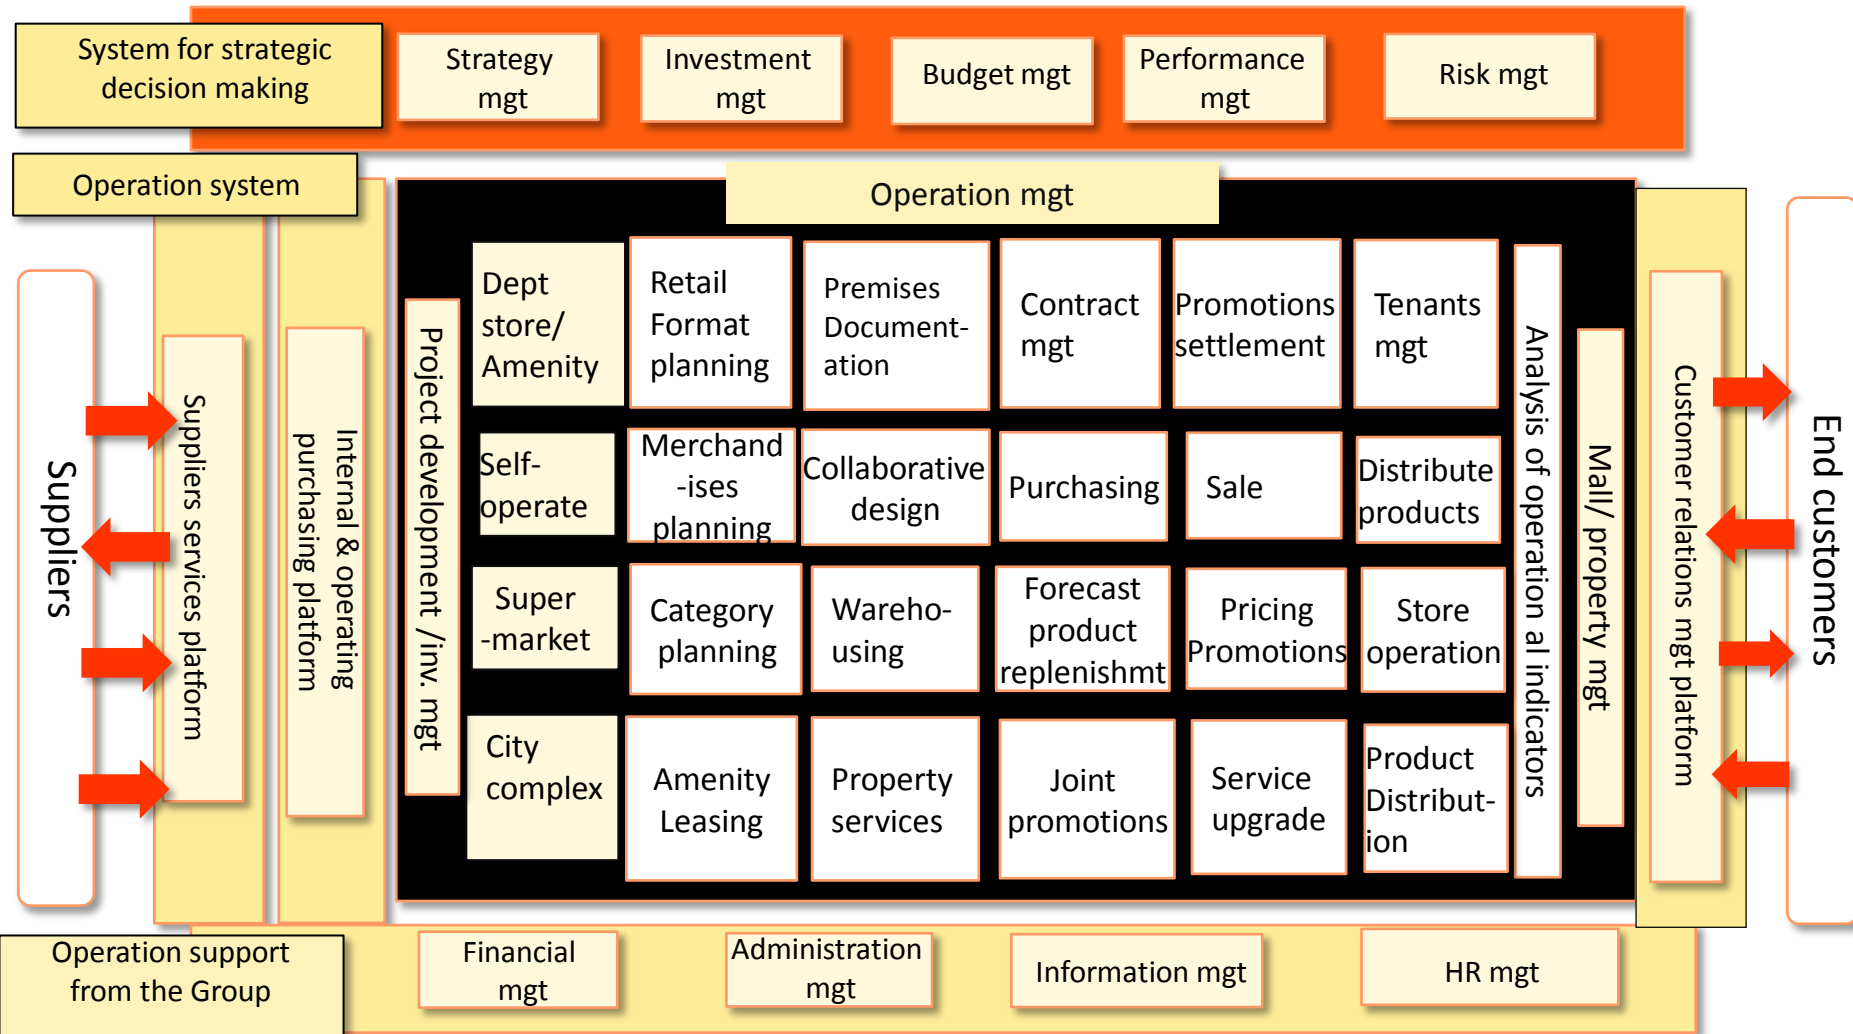 System for strategic
decision making
Strategy
mgt
Investment
mgt
Budget mgt
Performance
mgt
Risk mgt
Operation system
Operation mgt
Suppliers
Suppliers services platform
Internal & operating
purchasing platform
Project development /inv. mgt
Dept
store/
Amenity
Retail
Format
planning
Premises
Document-
ation
Contract
mgt
Promotions
settlement
Tenants
mgt
Self-
operate
Merchand
-ises
planning
Collaborative
design
Purchasing
Sale
Distribute
products
Super
-market
Category
planning
Wareho-
using
Forecast
product
replenishmt
Pricing
Promotions
Store
operation
City
complex
Amenity
Leasing
Property
services
Joint
promotions
Service
upgrade
Product
Distribut-
ion
Analysis of operation al indicators
Mall/ property mgt
Customer relations mgt platform
End customers
Operation support
from the Group
Financial
mgt
Administration
mgt
Information mgt
HR mgt